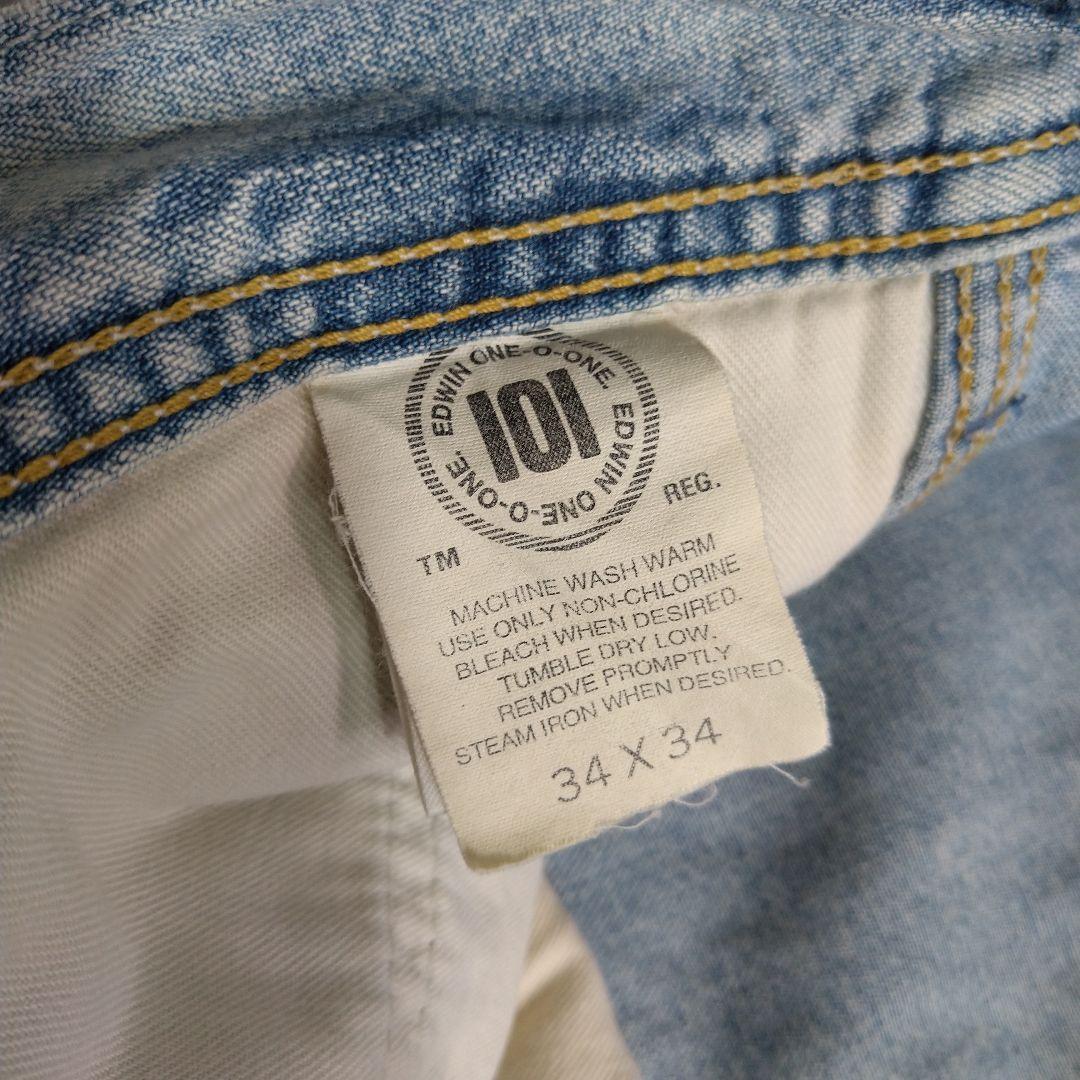 EDWIN ONE-O-ONE. EDWIN ONE-O-ONE.
101
TM
REG.
MACHINE WASH WARM
USE ONLY NON-CHLORINE
BLEACH WHEN DESIRED.
TUMBLE DRY LOW.
REMOVE PROMPTLY
STEAM IRON WHEN DESIRED.
34 X 34